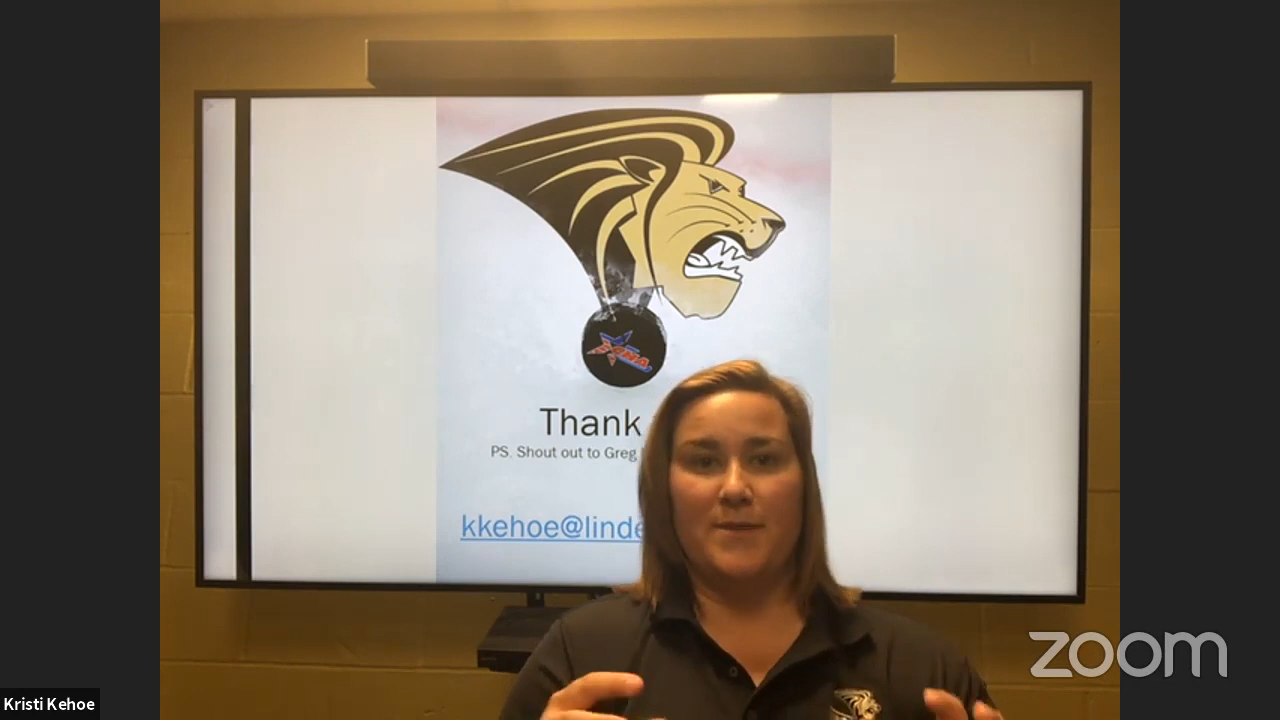 Thank
PS. Shout out to Greg
kkehoe@linde
zoom
Kristi Kehoe